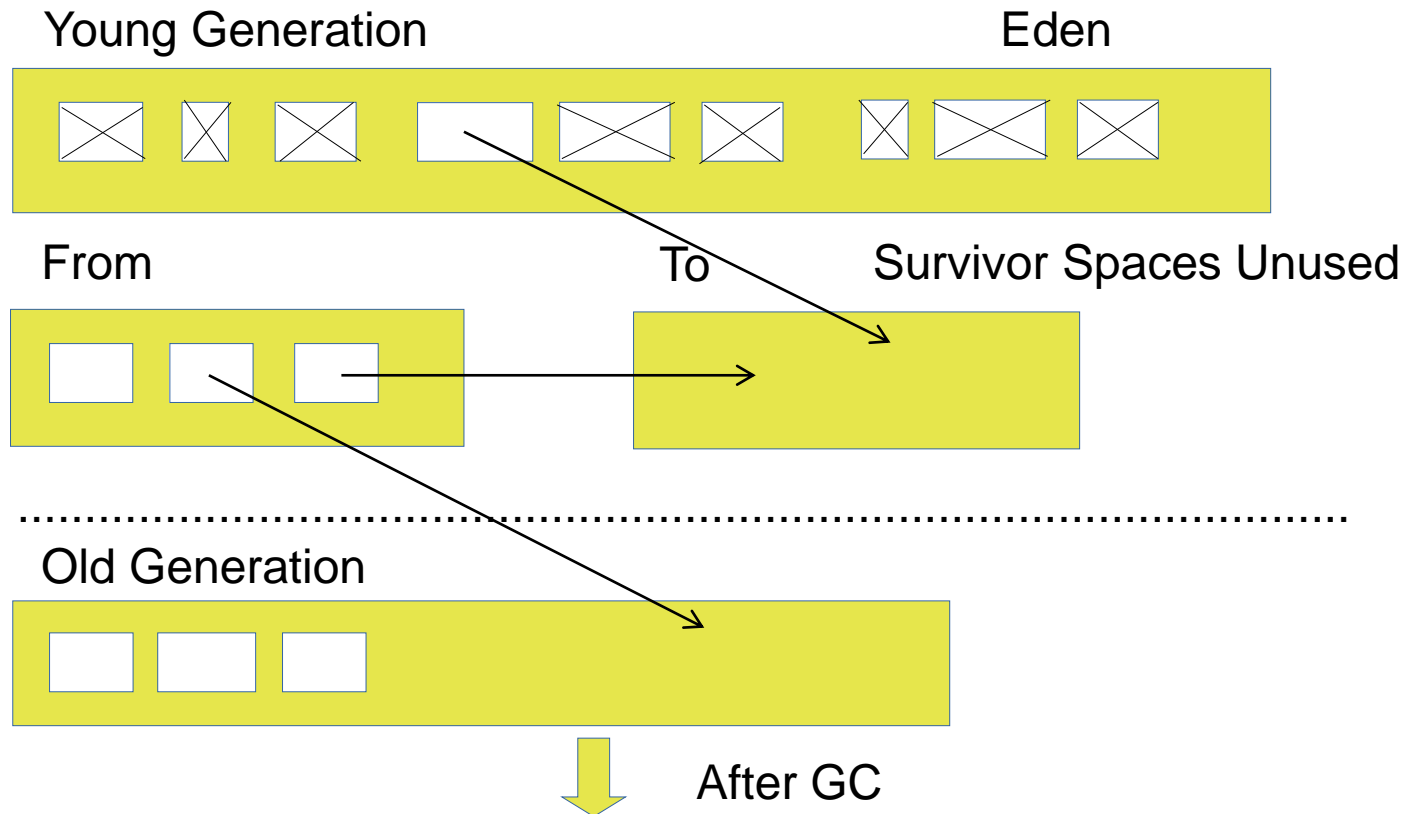 Young Generation
Eden
From
To
Survivor Spaces Unused
Old Generation
After GC